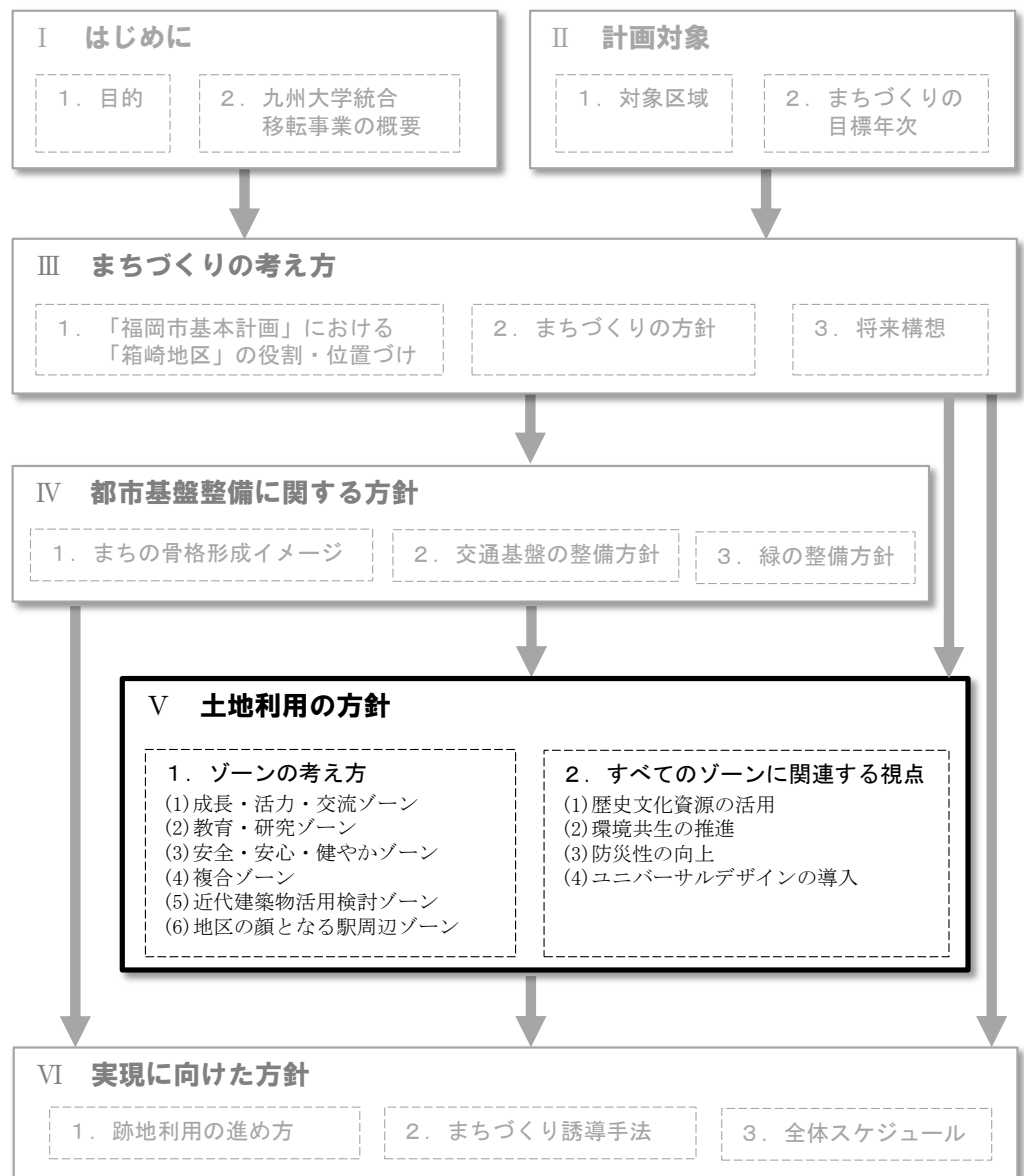 Ⅰ はじめに
1．目的
2．九州大学統合
移転事業の概要
Ⅱ 計画対象
1．対象区域
2．まちづくりの
目標年次
Ⅲ まちづくりの考え方
1．「福岡市基本計画」における
「箱崎地区」の役割・位置づけ
2．まちづくりの方針
3．将来構想
Ⅳ 都市基盤整備に関する方針
1．まちの骨格形成イメージ
2．交通基盤の整備方針
3．緑の整備方針
Ⅴ 土地利用の方針
1．ゾーンの考え方
(1)成長・活力・交流ゾーン
(2)教育・研究ゾーン
(3)安全・安心・健やかゾーン
(4)複合ゾーン
(5)近代建築物活用検討ゾーン
(6)地区の顔となる駅周辺ゾーン
2．すべてのゾーンに関連する視点
(1)歴史文化資源の活用
(2)環境共生の推進
(3)防災性の向上
(4)ユニバーサルデザインの導入
Ⅵ 実現に向けた方針
1．跡地利用の進め方
2．まちづくり誘導手法
3．全体スケジュール